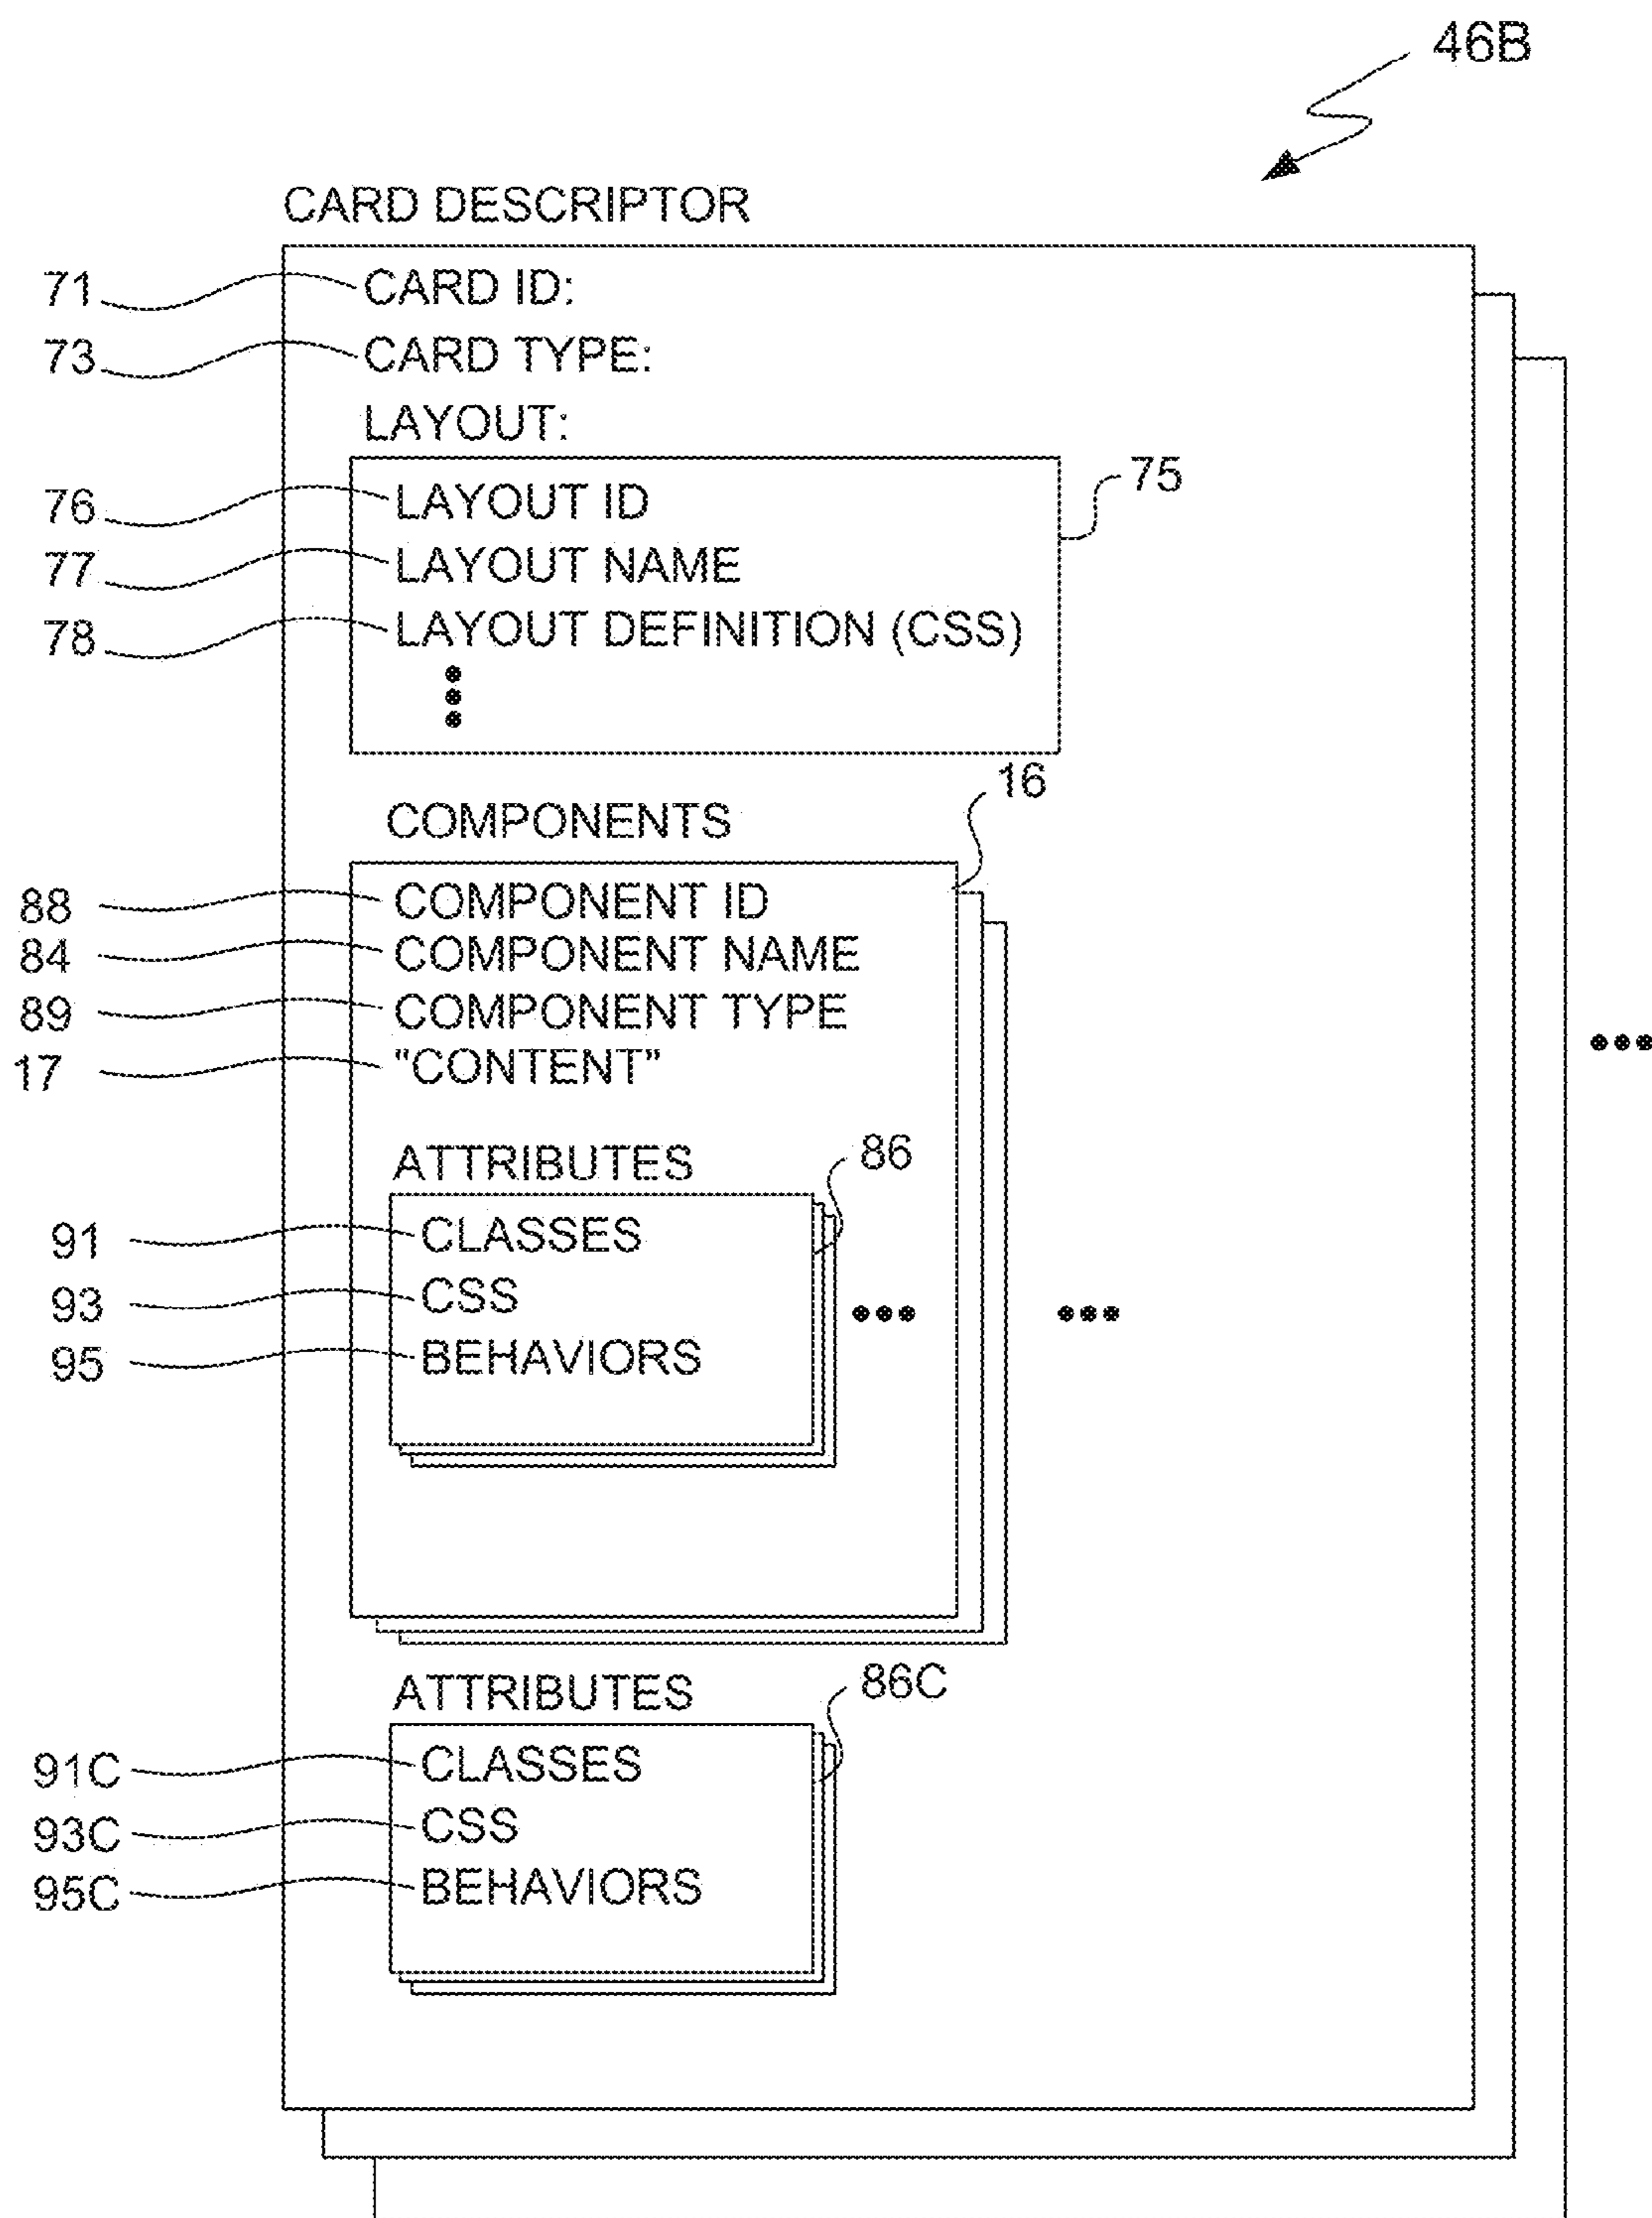 46B
CARD DESCRIPTOR
71 CARD ID:
73 CARD TYPE:
LAYOUT:
75
76 LAYOUT ID
77 LAYOUT NAME
78 LAYOUT DEFINITION (CSS)
16
COMPONENTS
88 COMPONENT ID
84 COMPONENT NAME
89 COMPONENT TYPE
17 "CONTENT"
ATTRIBUTES 86
91 CLASSES
93 CSS
95 BEHAVIORS
ATTRIBUTES 86C
91C CLASSES
93C CSS
95C BEHAVIORS